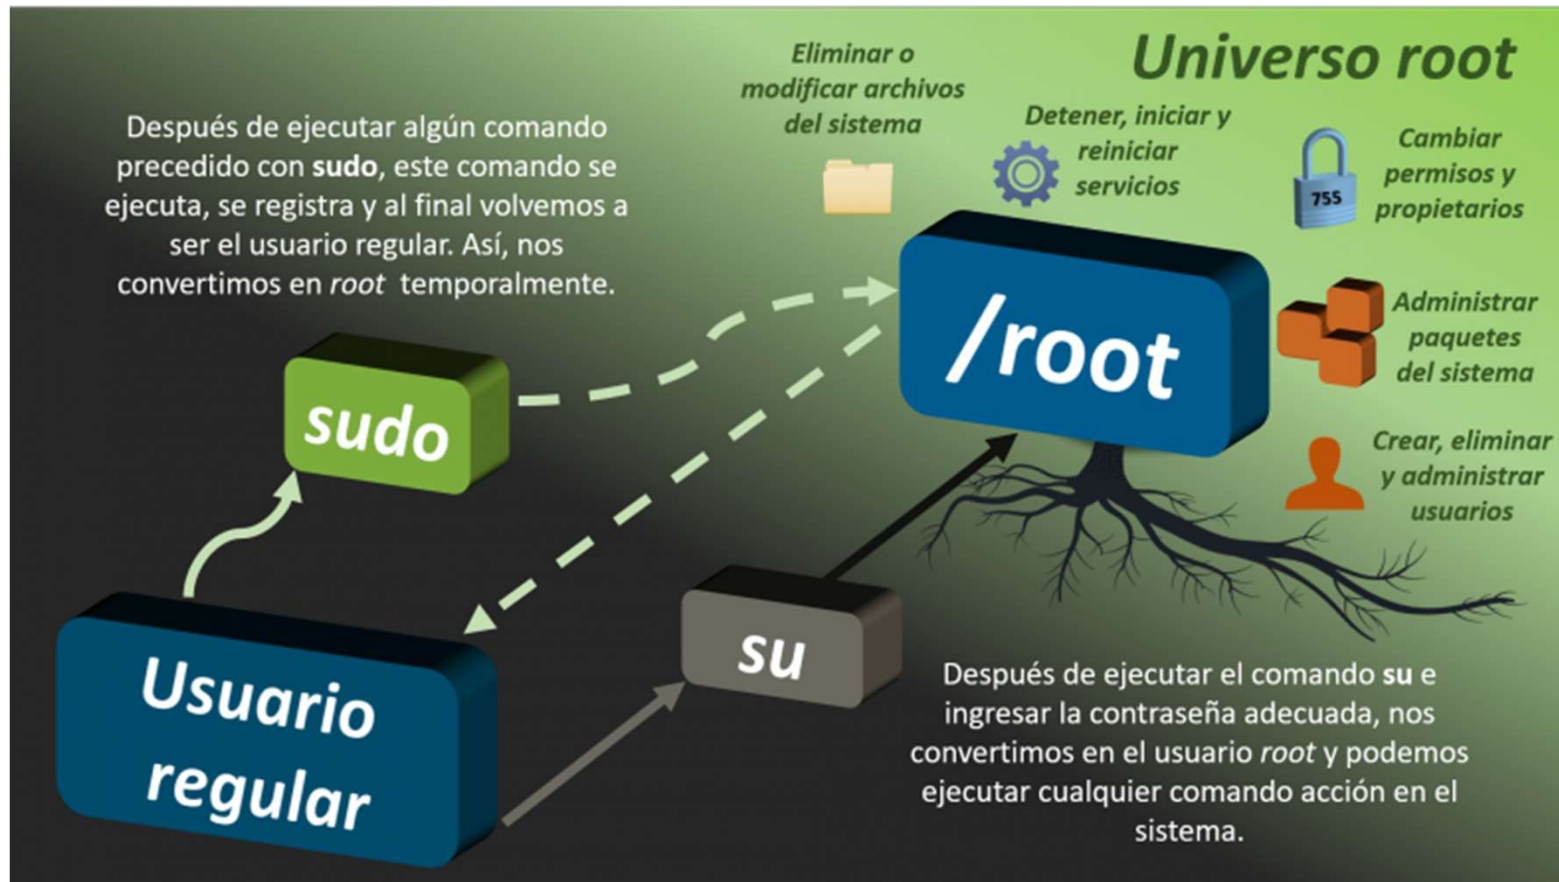 Universo root
Eliminar o
modificar archivos
del sistema
Detener, iniciar y
reiniciar
servicios
755
Cambiar
permisos y
propietarios
Después de ejecutar algún comando
precedido con sudo, este comando se
ejecuta, se registra y al final volvemos a
ser el usuario regular. Así, nos
convertimos en root temporalmente.
/root
Administrar
paquetes
del sistema
sudo
Crear, eliminar
y administrar
usuarios
su
Usuario
regular
Después de ejecutar el comando su e
ingresar la contraseña adecuada, nos
convertimos en el usuario root y podemos
ejecutar cualquier comando acción en el
sistema.